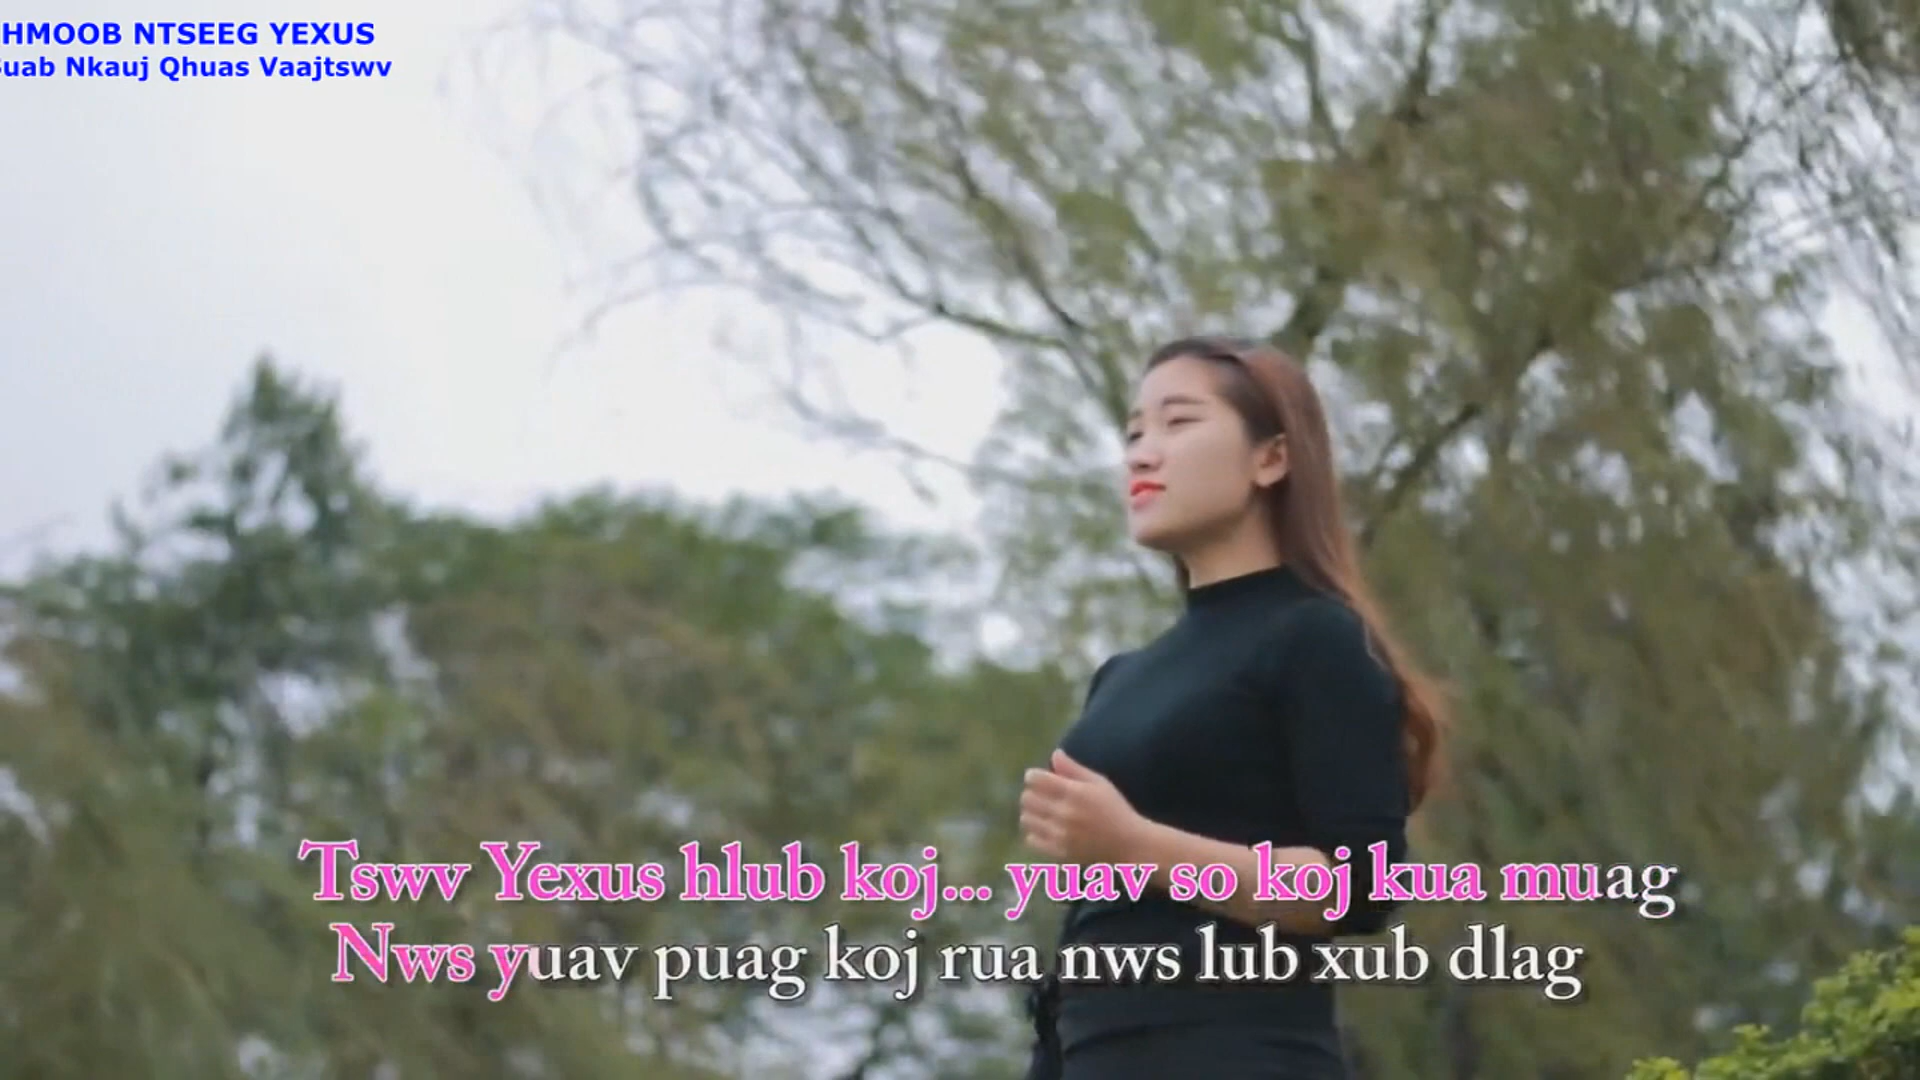 HMOOB NTSEEG YEXUS
Nkauj Qhuas Vaajtswv
Tswv Yexus hlub koj... yuav so koj kua muag
Nws yuav puag koj rua nws lub xub dlag